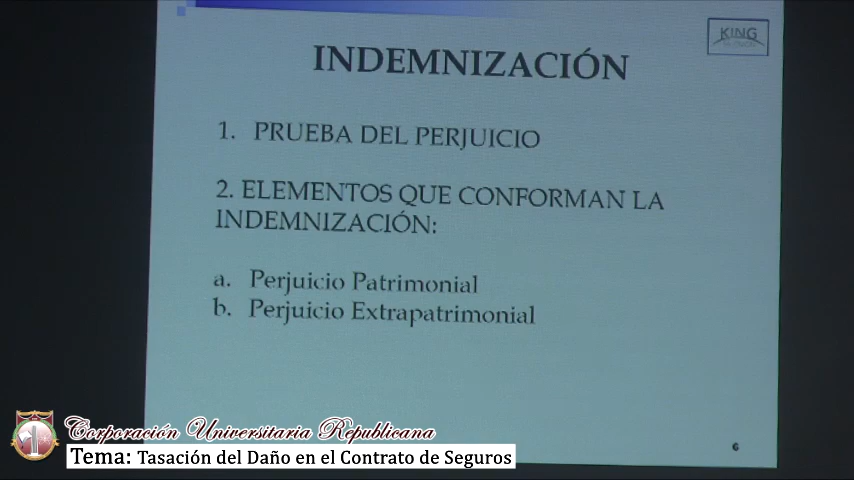 KING
INDEMNIZACIÓN
1. PRUEBA DEL PERJUICIO
2. ELEMENTOS QUE CONFORMAN LA
INDEMNIZACIÓN:
a. Perjuicio Patrimonial
b. Perjuicio Extrapatrimonial
6
Corporación Universitaria Republicana
Tema: Tasación del Daño en el Contrato de Seguros